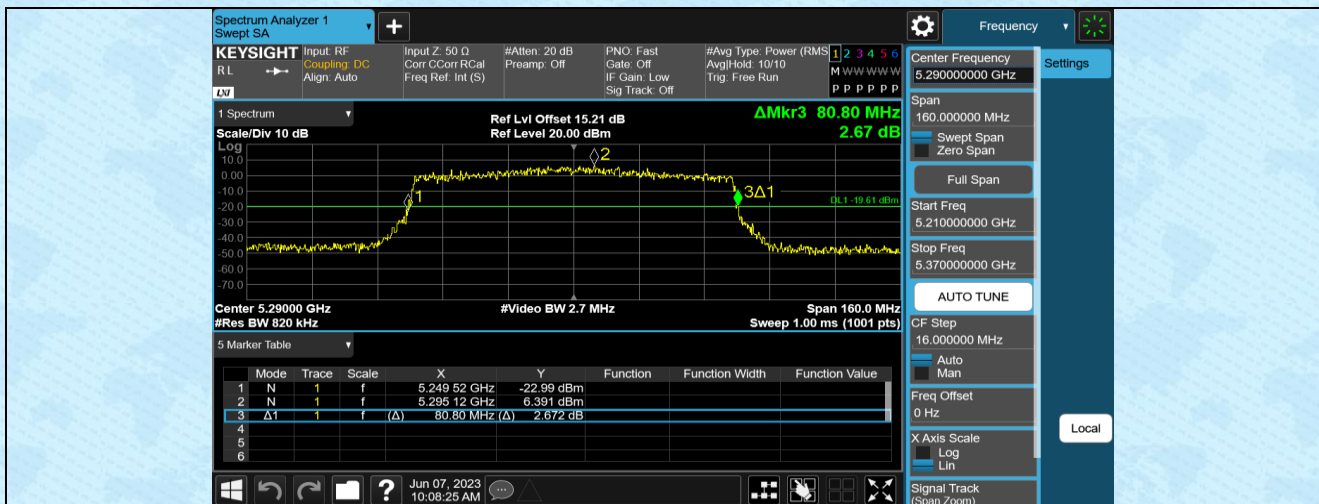 Spectrum Analyzer 1
Swept SA
+
Frequency
KEYSIGHT
R L
LXI
Input: RF
Coupling: DC
Align: Auto
Input Z: 50 Ω
Corr CCorr RCal
Freq Ref: Int (S)
#Atten: 20 dB
Preamp: Off
PNO: Fast
Gate: Off
IF Gain: Low
Sig Track: Off
#Avg Type: Power (RMS
Avg|Hold: 10/10
Trig: Free Run
1 2 3 4 5 6
M W W W W W
P P P P P P
1 Spectrum
Scale/Div 10 dB
Ref Lvl Offset 15.21 dB
Ref Level 20.00 dBm
ΔMkr3 80.80 MHz
2.67 dB
Log
10.0
0.00
-10.0
-20.0
-30.0
-40.0
-50.0
-60.0
-70.0
1
2
3Δ1
DL1 -19.61 dBm
Center 5.29000 GHz
#Video BW 2.7 MHz
Span 160.0 MHz
#Res BW 820 kHz
Sweep 1.00 ms (1001 pts)
5 Marker Table
Mode Trace Scale X Y Function Function Width Function Value
1 N 1 f 5.249 52 GHz -22.99 dBm
2 N 1 f 5.295 12 GHz 6.391 dBm
3 Δ1 1 f (Δ) 80.80 MHz (Δ) 2.672 dB
4
5
6
?
Jun 07, 2023
10:08:25 AM
Center Frequency
5.290000000 GHz
Settings
Span
160.000000 MHz
Swept Span
Zero Span
Full Span
Start Freq
5.210000000 GHz
Stop Freq
5.370000000 GHz
AUTO TUNE
CF Step
16.000000 MHz
Auto
Man
Freq Offset
0 Hz
X Axis Scale
Log
Lin
Signal Track
(Span Zoom)
Local